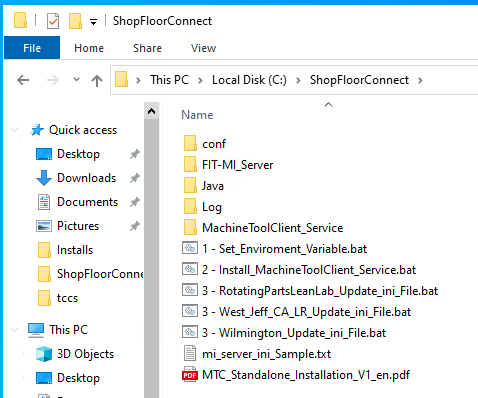 ShopFloorConnect
File
Home
Share
View
This PC > Local Disk (C:) > ShopFloorConnect >
Name
Quick access
Desktop
Downloads
Documents
Pictures
Installs
ShopFloorConne
tccs
This PC
3D Objects
Desktop
conf
FIT-MI_Server
Java
Log
MachineToolClient_Service
1 - Set_Enviroment_Variable.bat
2 - Install_MachineToolClient_Service.bat
3 - RotatingPartsLeanLab_Update_ini_File.bat
3 - West_Jeff_CA_LR_Update_ini_File.bat
3 - Wilmington_Update_ini_File.bat
mi_server_ini_Sample.txt
PDF MTC_Standalone_Installation_V1_en.pdf